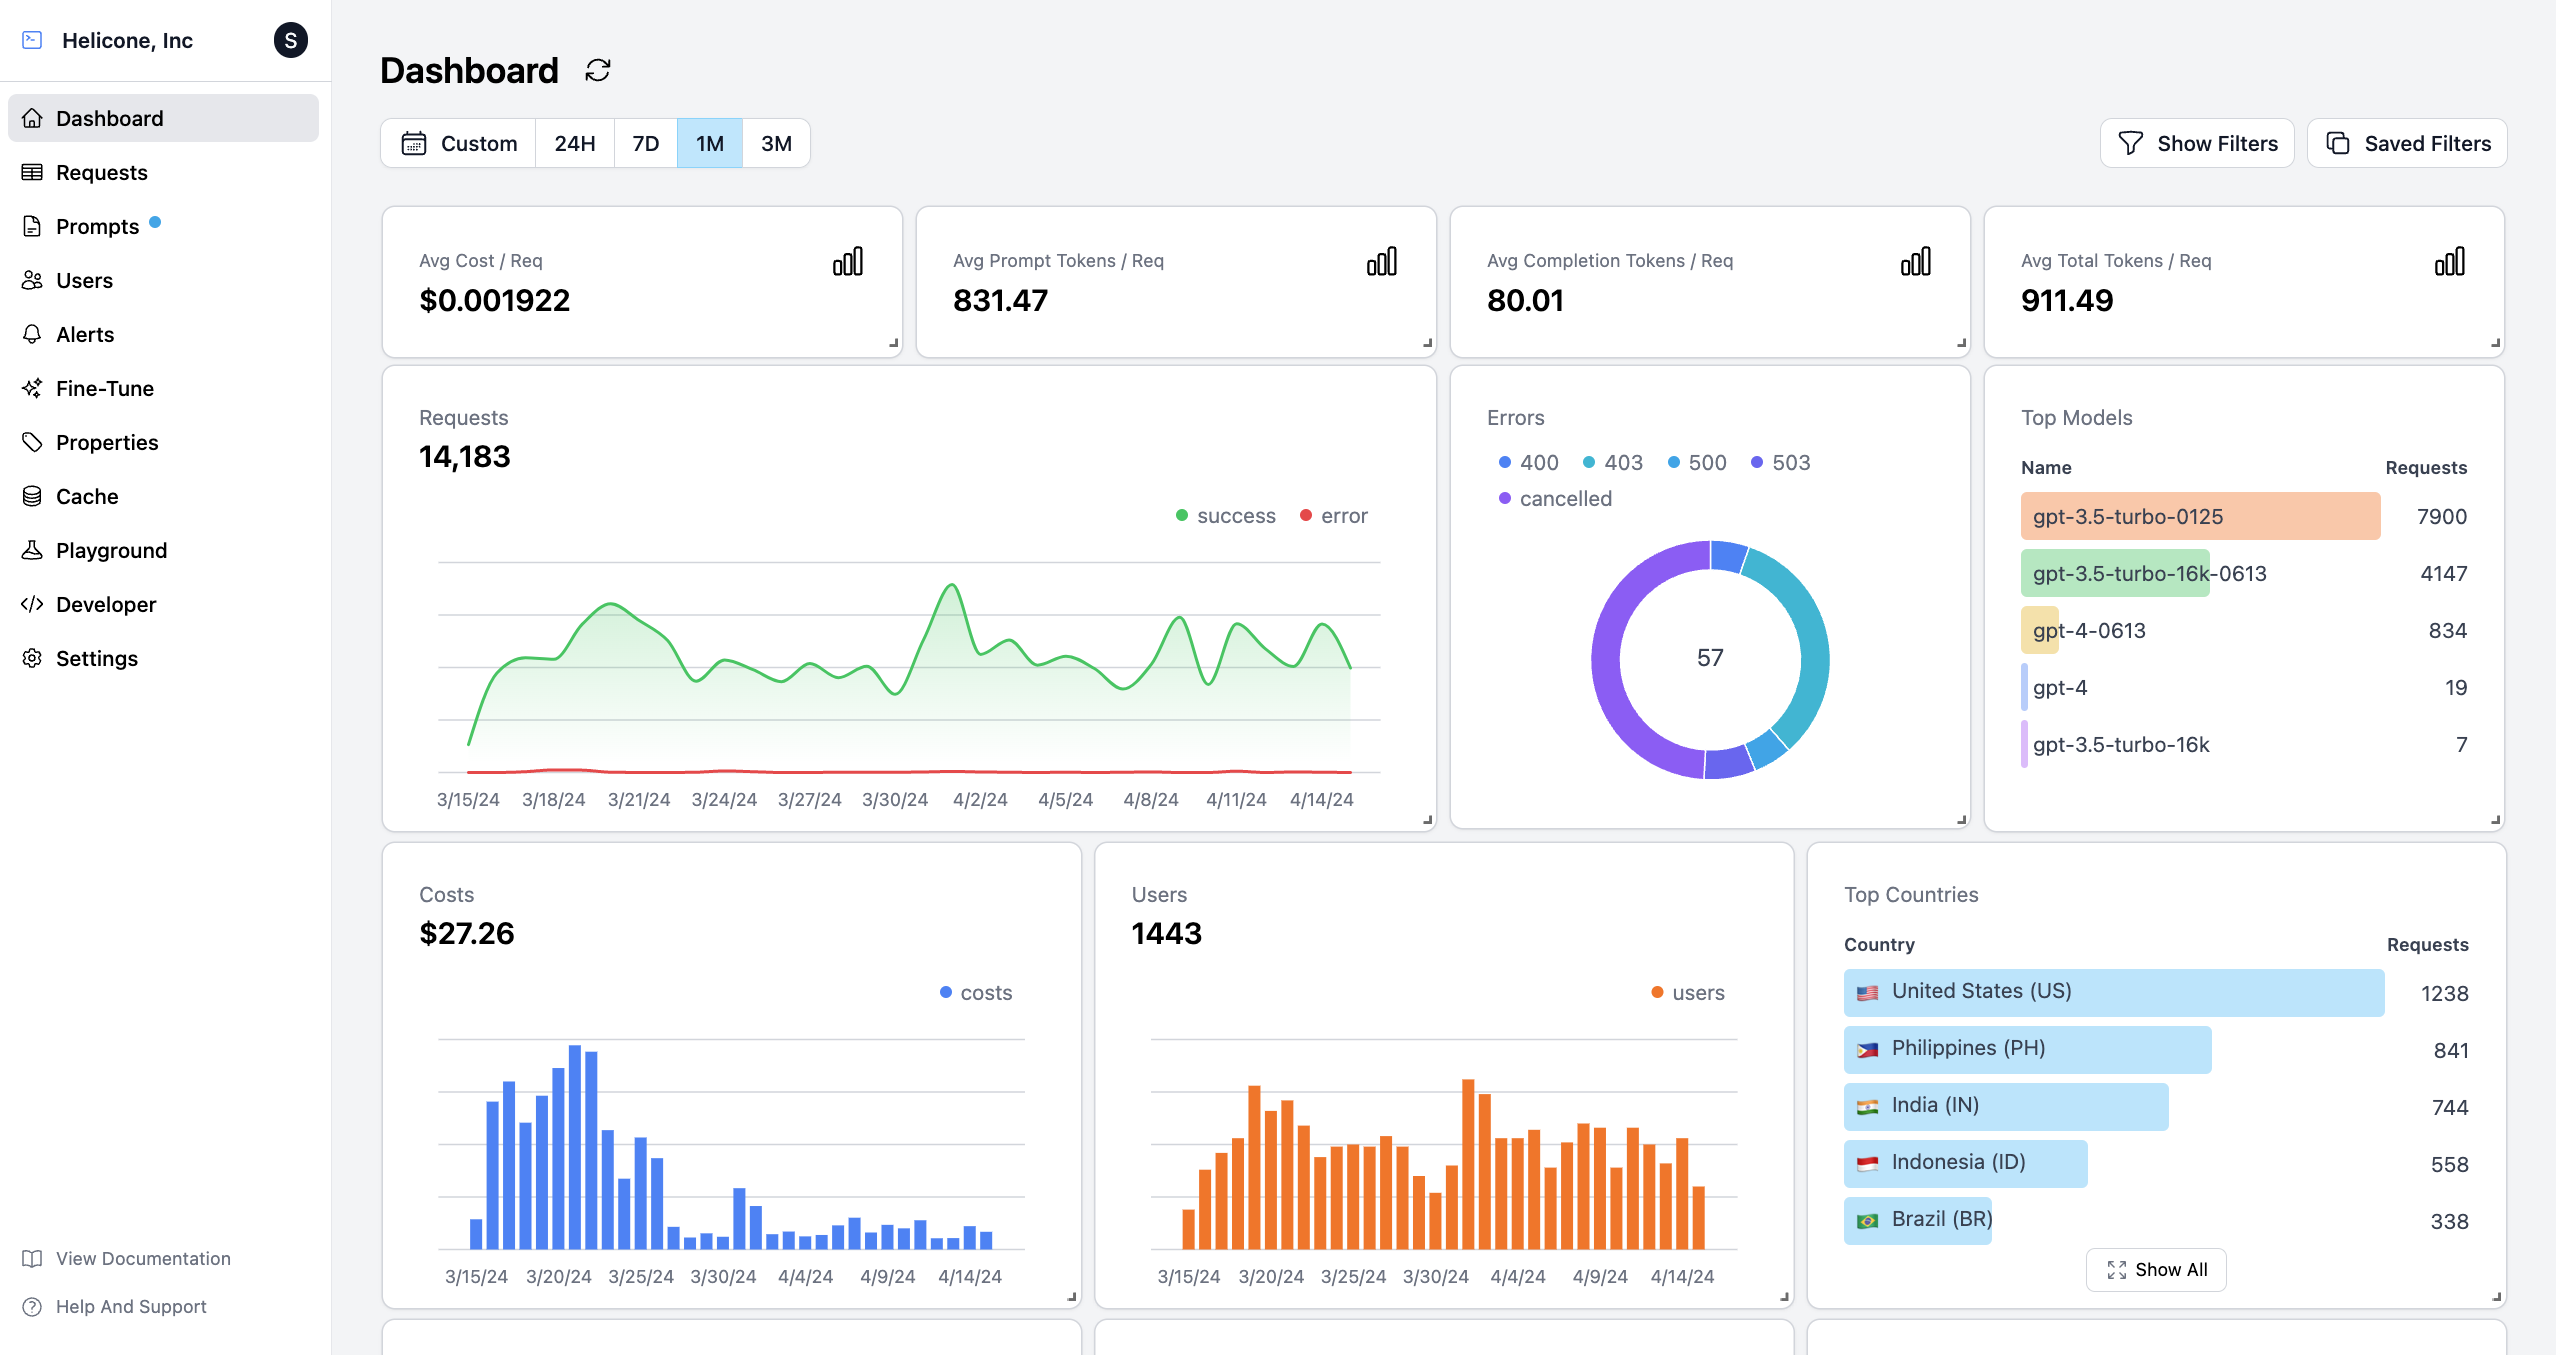 Helicone, Inc
S
Dashboard
Requests
Prompts
Users
Alerts
Fine-Tune
Properties
Cache
Playground
Developer
Settings
View Documentation
Help And Support
Dashboard
Custom 24H 7D 1M 3M
Show Filters Saved Filters
Avg Cost / Req
$0.001922
Avg Prompt Tokens / Req
831.47
Avg Completion Tokens / Req
80.01
Avg Total Tokens / Req
911.49
Requests
14,183
success error
3/15/24 3/18/24 3/21/24 3/24/24 3/27/24 3/30/24 4/2/24 4/5/24 4/8/24 4/11/24 4/14/24
Errors
400 403 500 503
cancelled
57
Top Models
Name Requests
gpt-3.5-turbo-0125 7900
gpt-3.5-turbo-16k-0613 4147
gpt-4-0613 834
gpt-4 19
gpt-3.5-turbo-16k 7
Costs
$27.26
costs
3/15/24 3/20/24 3/25/24 3/30/24 4/4/24 4/9/24 4/14/24
Users
1443
users
3/15/24 3/20/24 3/25/24 3/30/24 4/4/24 4/9/24 4/14/24
Top Countries
Country Requests
United States (US) 1238
Philippines (PH) 841
India (IN) 744
Indonesia (ID) 558
Brazil (BR) 338
Show All